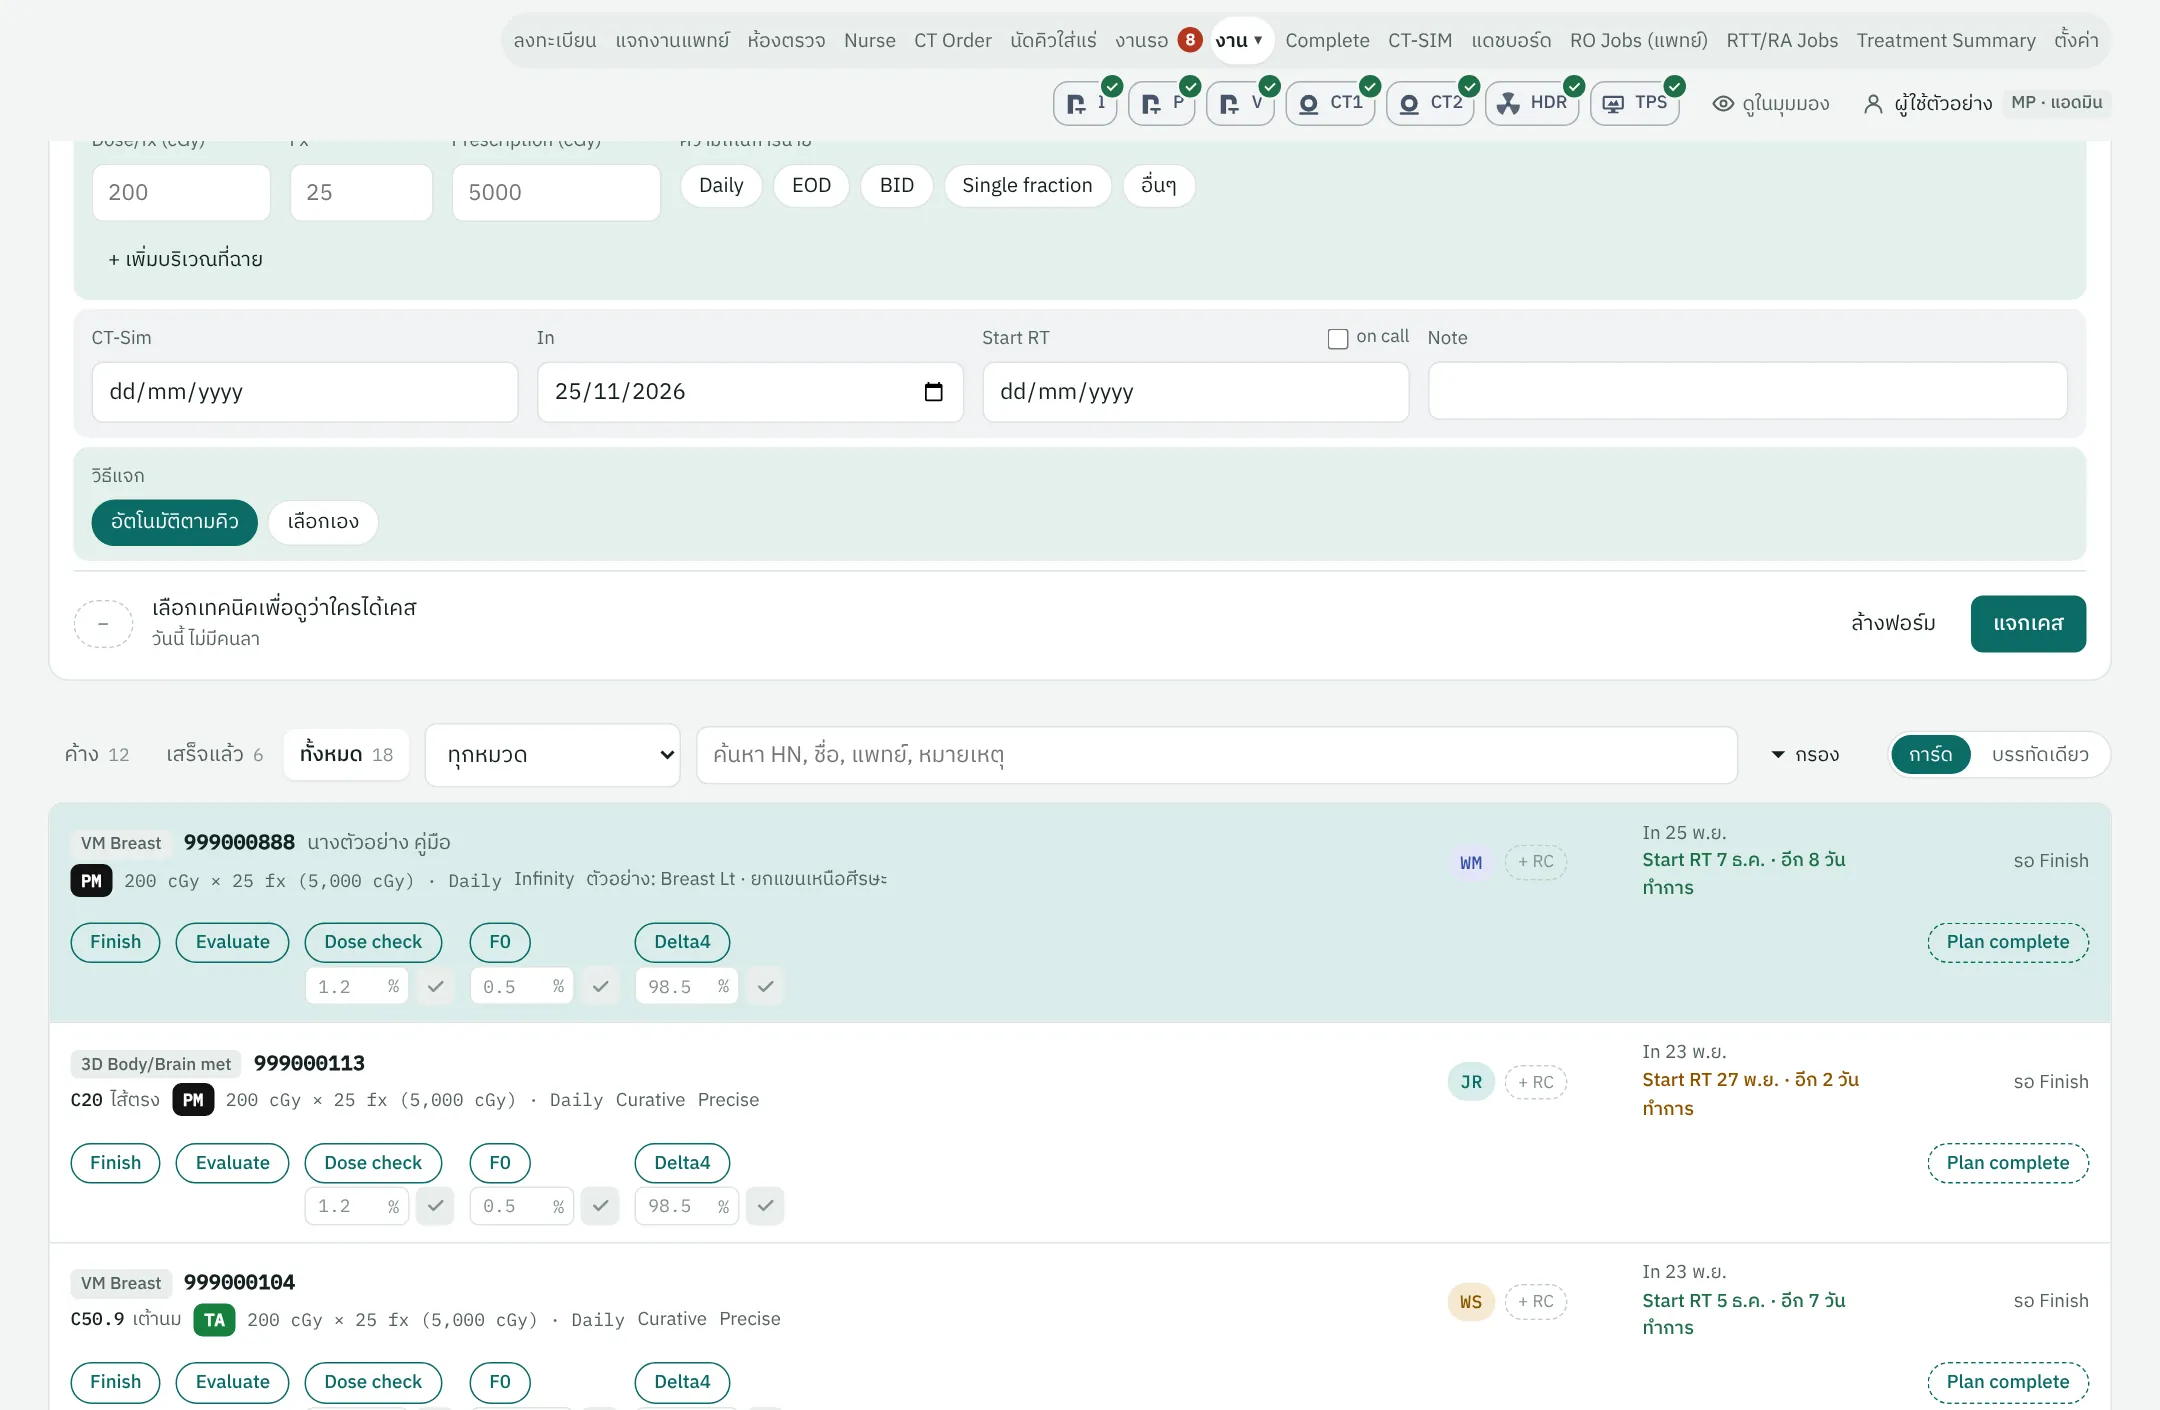 ลงทะเบียน แจกงานแพทย์ ห้องตรวจ Nurse CT Order นัดคิวใส่แร่ งานรอ 8 งาน ▾ Complete CT-SIM แดชบอร์ด RO Jobs (แพทย์) RTT/RA Jobs Treatment Summary ตั้งค่า
P V CT1 CT2 HDR TPS ดูในมุมมอง ผู้ใช้ตัวอย่าง MP · แอดมิน
Dose/fx (cGy) Fx Prescription (cGy)
200 25 5000 Daily EOD BID Single fraction อื่นๆ
+ เพิ่มบริเวณที่ฉาย
CT-Sim In Start RT on call Note
dd/mm/yyyy 25/11/2026 dd/mm/yyyy
วิธีแจก
อัตโนมัติตามคิว เลือกเอง
– เลือกเทคนิคเพื่อดูว่าใครได้เคส
วันนี้ ไม่มีคนลา
ล้างฟอร์ม แจกเคส
ค้าง 12 เสร็จแล้ว 6 ทั้งหมด 18 ทุกหมวด ค้นหา HN, ชื่อ, แพทย์, หมายเหตุ กรอง การ์ด บรรทัดเดียว
VM Breast 999000888 นางตัวอย่าง คู่มือ
PM 200 cGy × 25 fx (5,000 cGy) · Daily Infinity ตัวอย่าง: Breast Lt · ยกแขนเหนือศีรษะ
WM + RC
In 25 พ.ย.
Start RT 7 ธ.ค. · อีก 8 วัน
ทำการ
รอ Finish
Finish Evaluate Dose check F0 Delta4 Plan complete
1.2 % 0.5 % 98.5 %
3D Body/Brain met 999000113
C20 ไส้ตรง PM 200 cGy × 25 fx (5,000 cGy) · Daily Curative Precise
JR + RC
In 23 พ.ย.
Start RT 27 พ.ย. · อีก 2 วัน
ทำการ
รอ Finish
Finish Evaluate Dose check F0 Delta4 Plan complete
1.2 % 0.5 % 98.5 %
VM Breast 999000104
C50.9 เต้านม TA 200 cGy × 25 fx (5,000 cGy) · Daily Curative Precise
WS + RC
In 23 พ.ย.
Start RT 5 ธ.ค. · อีก 7 วัน
ทำการ
รอ Finish
Finish Evaluate Dose check F0 Delta4 Plan complete